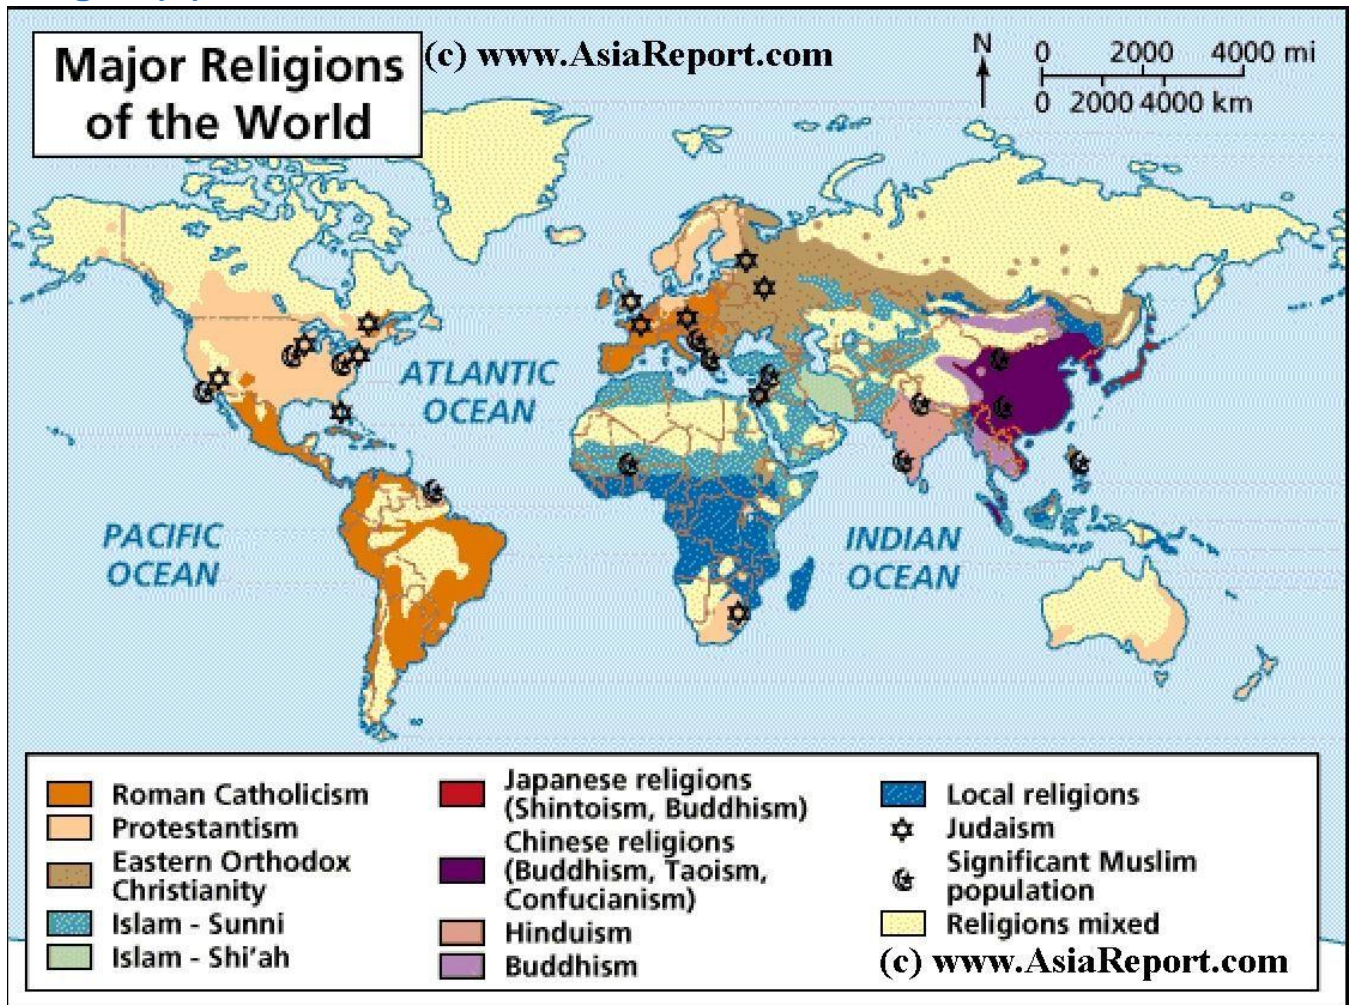 Major Religions
of the World
(c) www.AsiaReport.com
N
0 2000 4000 mi
0 2000 4000 km
ATLANTIC
OCEAN
PACIFIC
OCEAN
INDIAN
OCEAN
Roman Catholicism
Protestantism
Eastern Orthodox
Christianity
Islam - Sunni
Islam - Shi'ah
Japanese religions
(Shintoism, Buddhism)
Chinese religions
(Buddhism, Taoism,
Confucianism)
Hinduism
Buddhism
Local religions
Judaism
Significant Muslim
population
Religions mixed
(c) www.AsiaReport.com